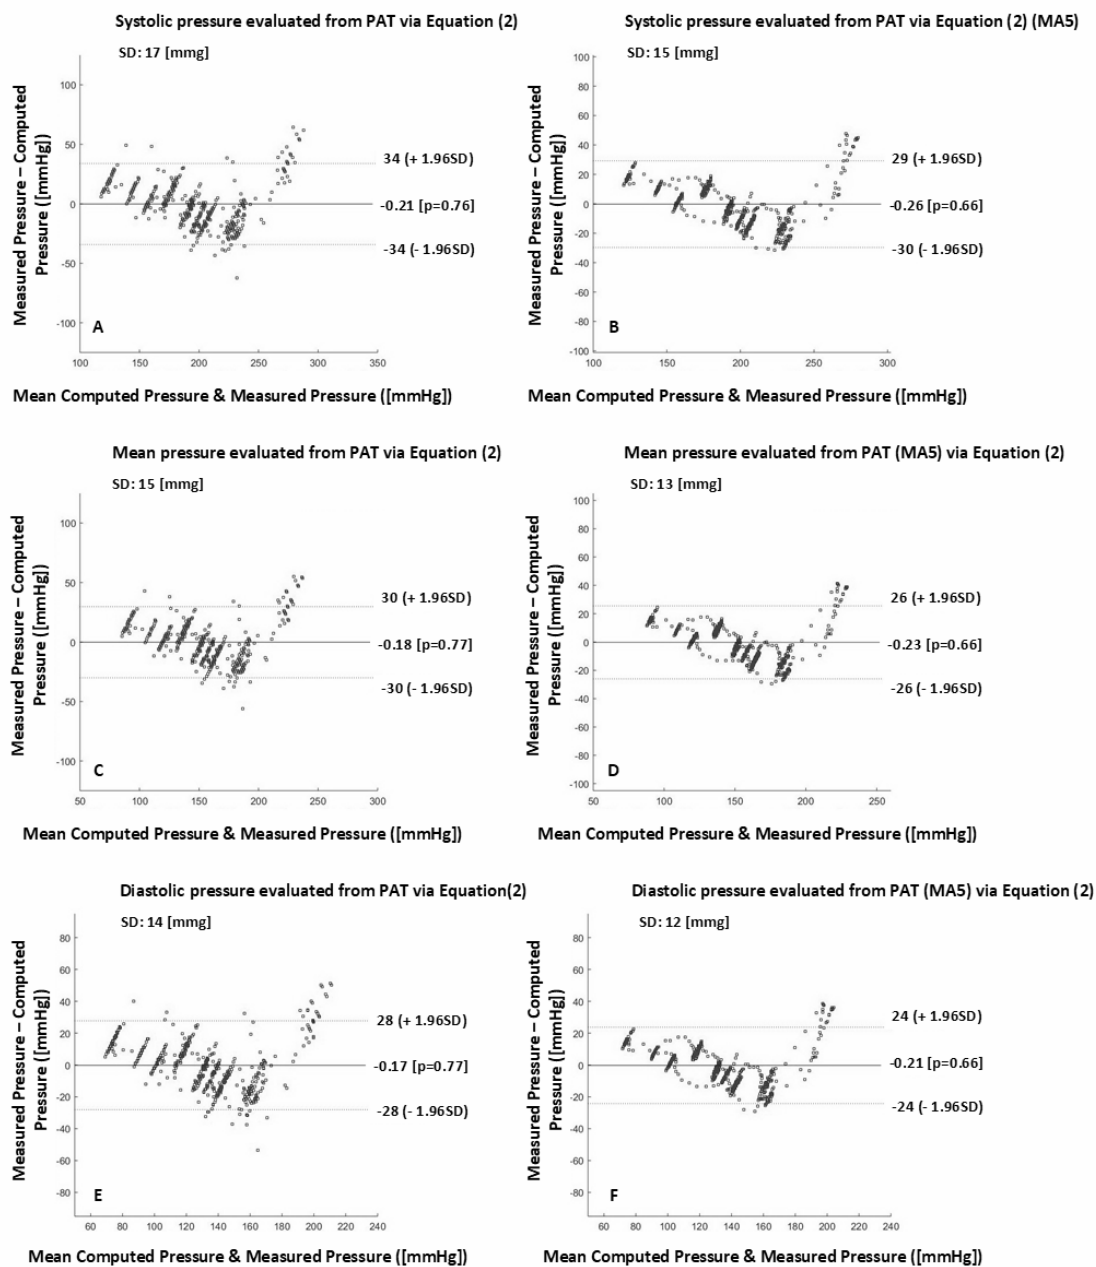 Systolic pressure evaluated from PAT via Equation (2)
SD: 17 [mmg]
Measured Pressure – Computed
Pressure ([mmHg])
100
50
0
-50
-100
34 (+ 1.96SD)
-0.21 [p=0.76]
-34 (- 1.96SD)
A
100
150
200
250
300
350
Mean Computed Pressure & Measured Pressure ([mmHg])
Systolic pressure evaluated from PAT via Equation (2) (MA5)
SD: 15 [mmg]
Measured Pressure – Computed
Pressure ([mmHg])
100
80
60
40
20
0
-20
-40
-60
-80
-100
29 (+ 1.96SD)
-0.26 [p=0.66]
-30 (- 1.96SD)
B
100
150
200
250
300
Mean Computed Pressure & Measured Pressure ([mmHg])
Mean pressure evaluated from PAT via Equation (2)
SD: 15 [mmg]
Measured Pressure – Computed
Pressure ([mmHg])
100
50
0
-50
-100
30 (+ 1.96SD)
-0.18 [p=0.77]
-30 (- 1.96SD)
C
50
100
150
200
250
300
Mean Computed Pressure & Measured Pressure ([mmHg])
Mean pressure evaluated from PAT (MA5) via Equation (2)
SD: 13 [mmg]
Measured Pressure – Computed
Pressure ([mmHg])
100
80
60
40
20
0
-20
-40
-60
-80
-100
26 (+ 1.96SD)
-0.23 [p=0.66]
-26 (- 1.96SD)
D
50
100
150
200
250
Mean Computed Pressure & Measured Pressure ([mmHg])
Diastolic pressure evaluated from PAT via Equation(2)
SD: 14 [mmg]
Measured Pressure – Computed
Pressure ([mmHg])
80
60
40
20
0
-20
-40
-60
-80
28 (+ 1.96SD)
-0.17 [p=0.77]
-28 (- 1.96SD)
E
60
80
100
120
140
160
180
200
220
240
Mean Computed Pressure & Measured Pressure ([mmHg])
Diastolic pressure evaluated from PAT (MA5) via Equation (2)
SD: 12 [mmg]
Measured Pressure – Computed
Pressure ([mmHg])
80
60
40
20
0
-20
-40
-60
-80
24 (+ 1.96SD)
-0.21 [p=0.66]
-24 (- 1.96SD)
F
60
80
100
120
140
160
180
200
220
240
Mean Computed Pressure & Measured Pressure ([mmHg])